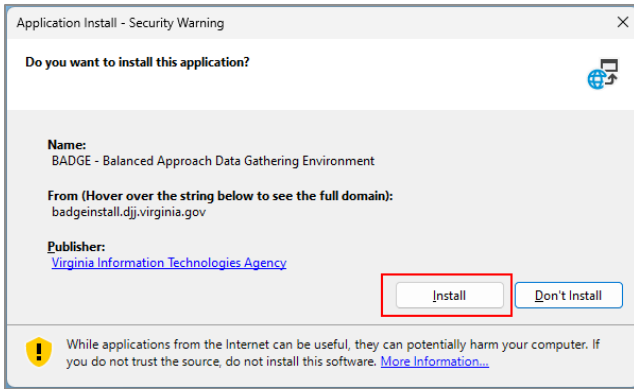 Application Install - Security Warning
Do you want to install this application?
Name:
BADGE - Balanced Approach Data Gathering Environment
From (Hover over the string below to see the full domain):
badgeinstall.djj.virginia.gov
Publisher:
Virginia Information Technologies Agency
Install
Don't Install
While applications from the Internet can be useful, they can potentially harm your computer. If
you do not trust the source, do not install this software. More Information...